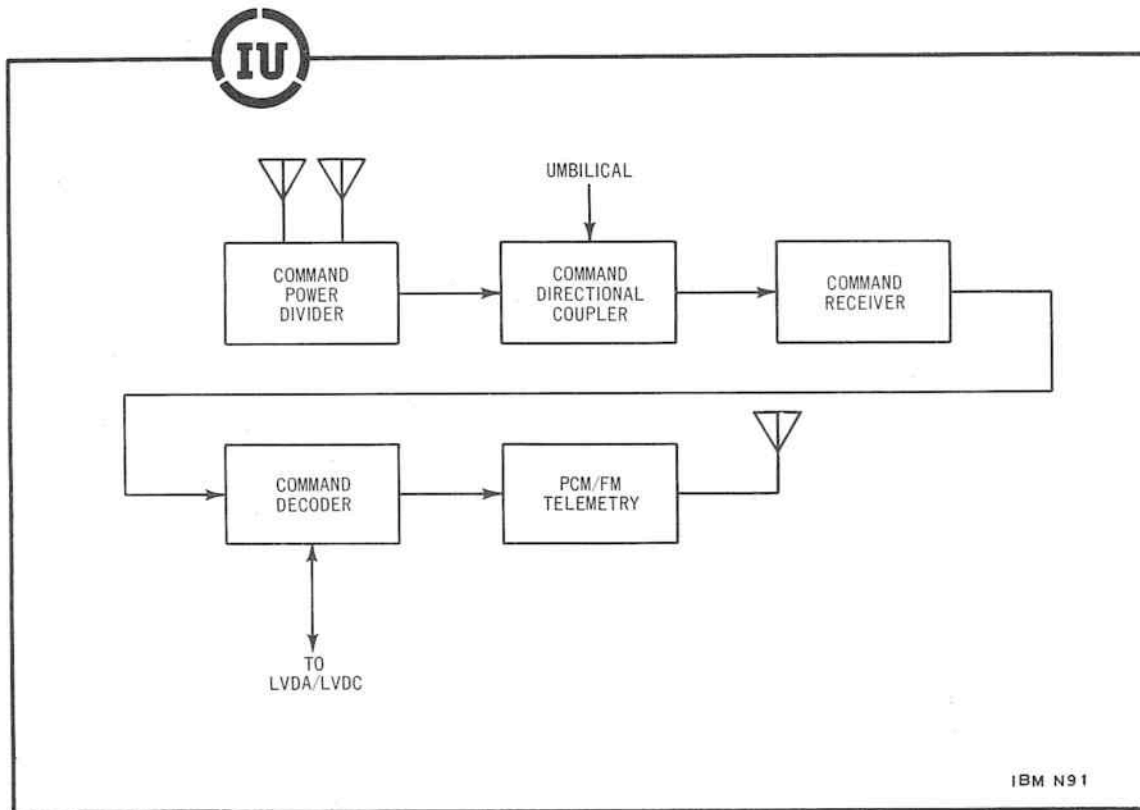 IU
UMBILICAL
COMMAND
POWER
DIVIDER
COMMAND
DIRECTIONAL
COUPLER
COMMAND
RECEIVER
COMMAND
DECODER
PCM/FM
TELEMETRY
TO
LVDA/LVDC
IBM N91